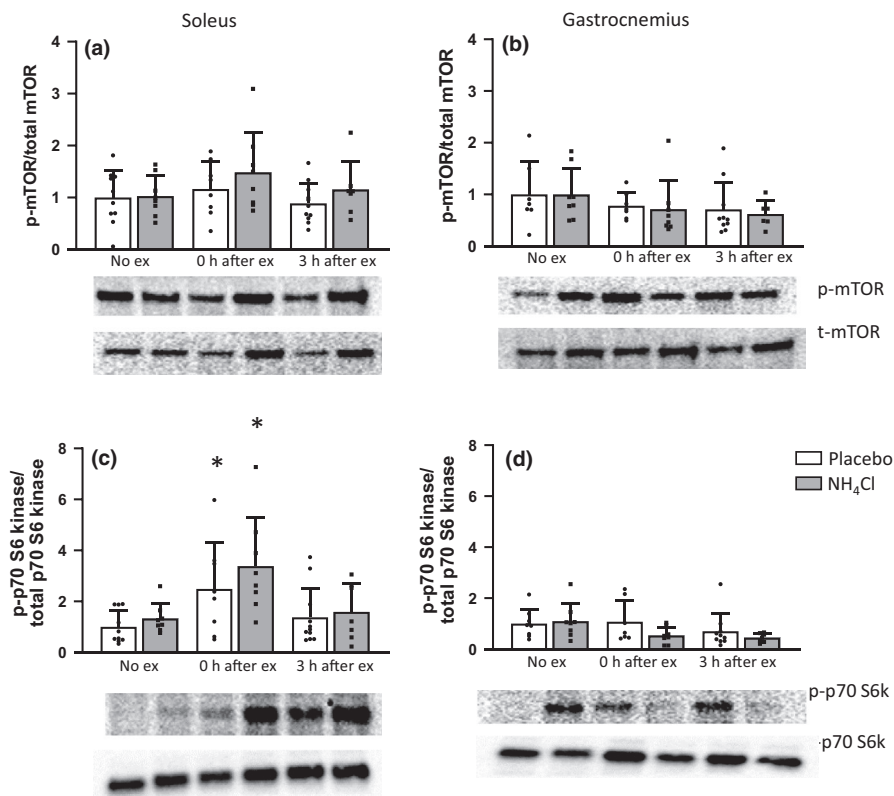 Soleus
Gastrocnemius
(a)
p-mTOR/total mTOR
4
3
2
1
0
No ex
0 h after ex
3 h after ex
(b)
p-mTOR/total mTOR
4
3
2
1
0
No ex
0 h after ex
3 h after ex
p-mTOR
t-mTOR
(c)
p-p70 S6 kinase/
total p70 S6 kinase
8
6
4
2
0
*
*
No ex
0 h after ex
3 h after ex
(d)
p-p70 S6 kinase/
total p70 S6 kinase
8
6
4
2
0
No ex
0 h after ex
3 h after ex
Placebo
NH₄Cl
p-p70 S6k
-p70 S6k